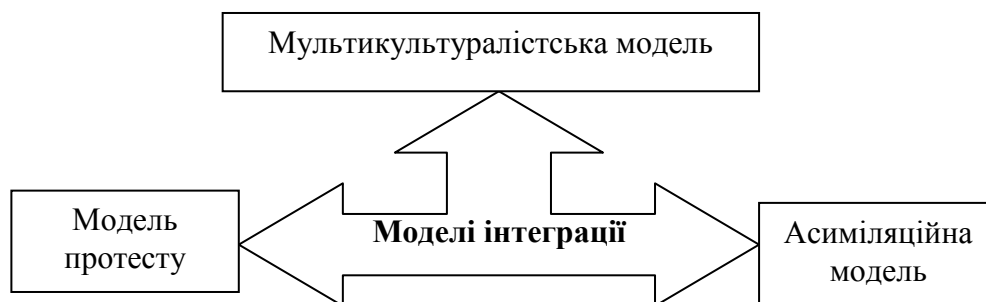 Мультикультуралістська модель
Модель
протесту
Моделі інтеграції
Асиміляційна
модель